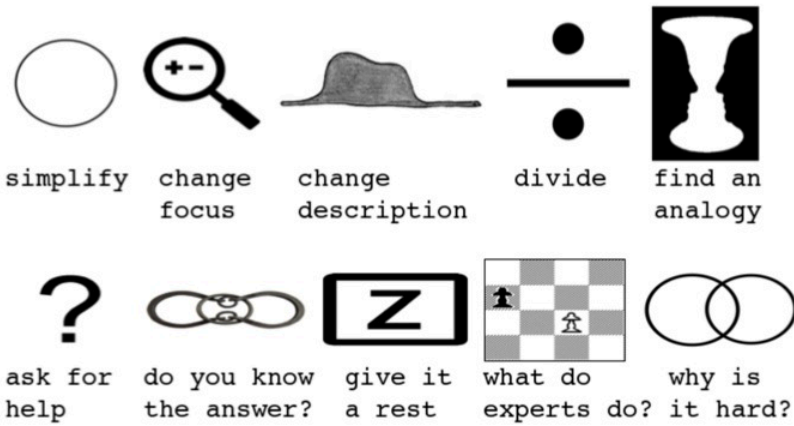 + -
simplify
change
focus
change
description
divide
find an
analogy
?
Z
ask for
help
do you know
the answer?
give it
a rest
what do
experts do?
why is
it hard?